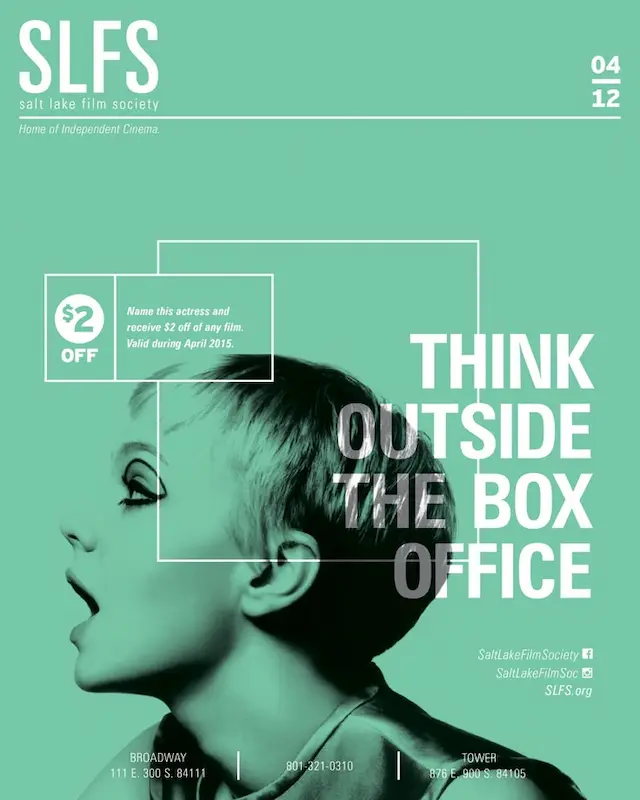 SLFS
salt lake film society
Home of Independent Cinema.
04
12
$2
OFF
Name this actress and
receive $2 off of any film.
Valid during April 2015.
THINK
OUTSIDE
THE BOX
OFFICE
SaltLakeFilmSociety
SaltLakeFilmSoc
SLFS.org
BROADWAY
111 E. 300 S. 84111
801-321-0310
TOWER
876 E. 900 S. 84105